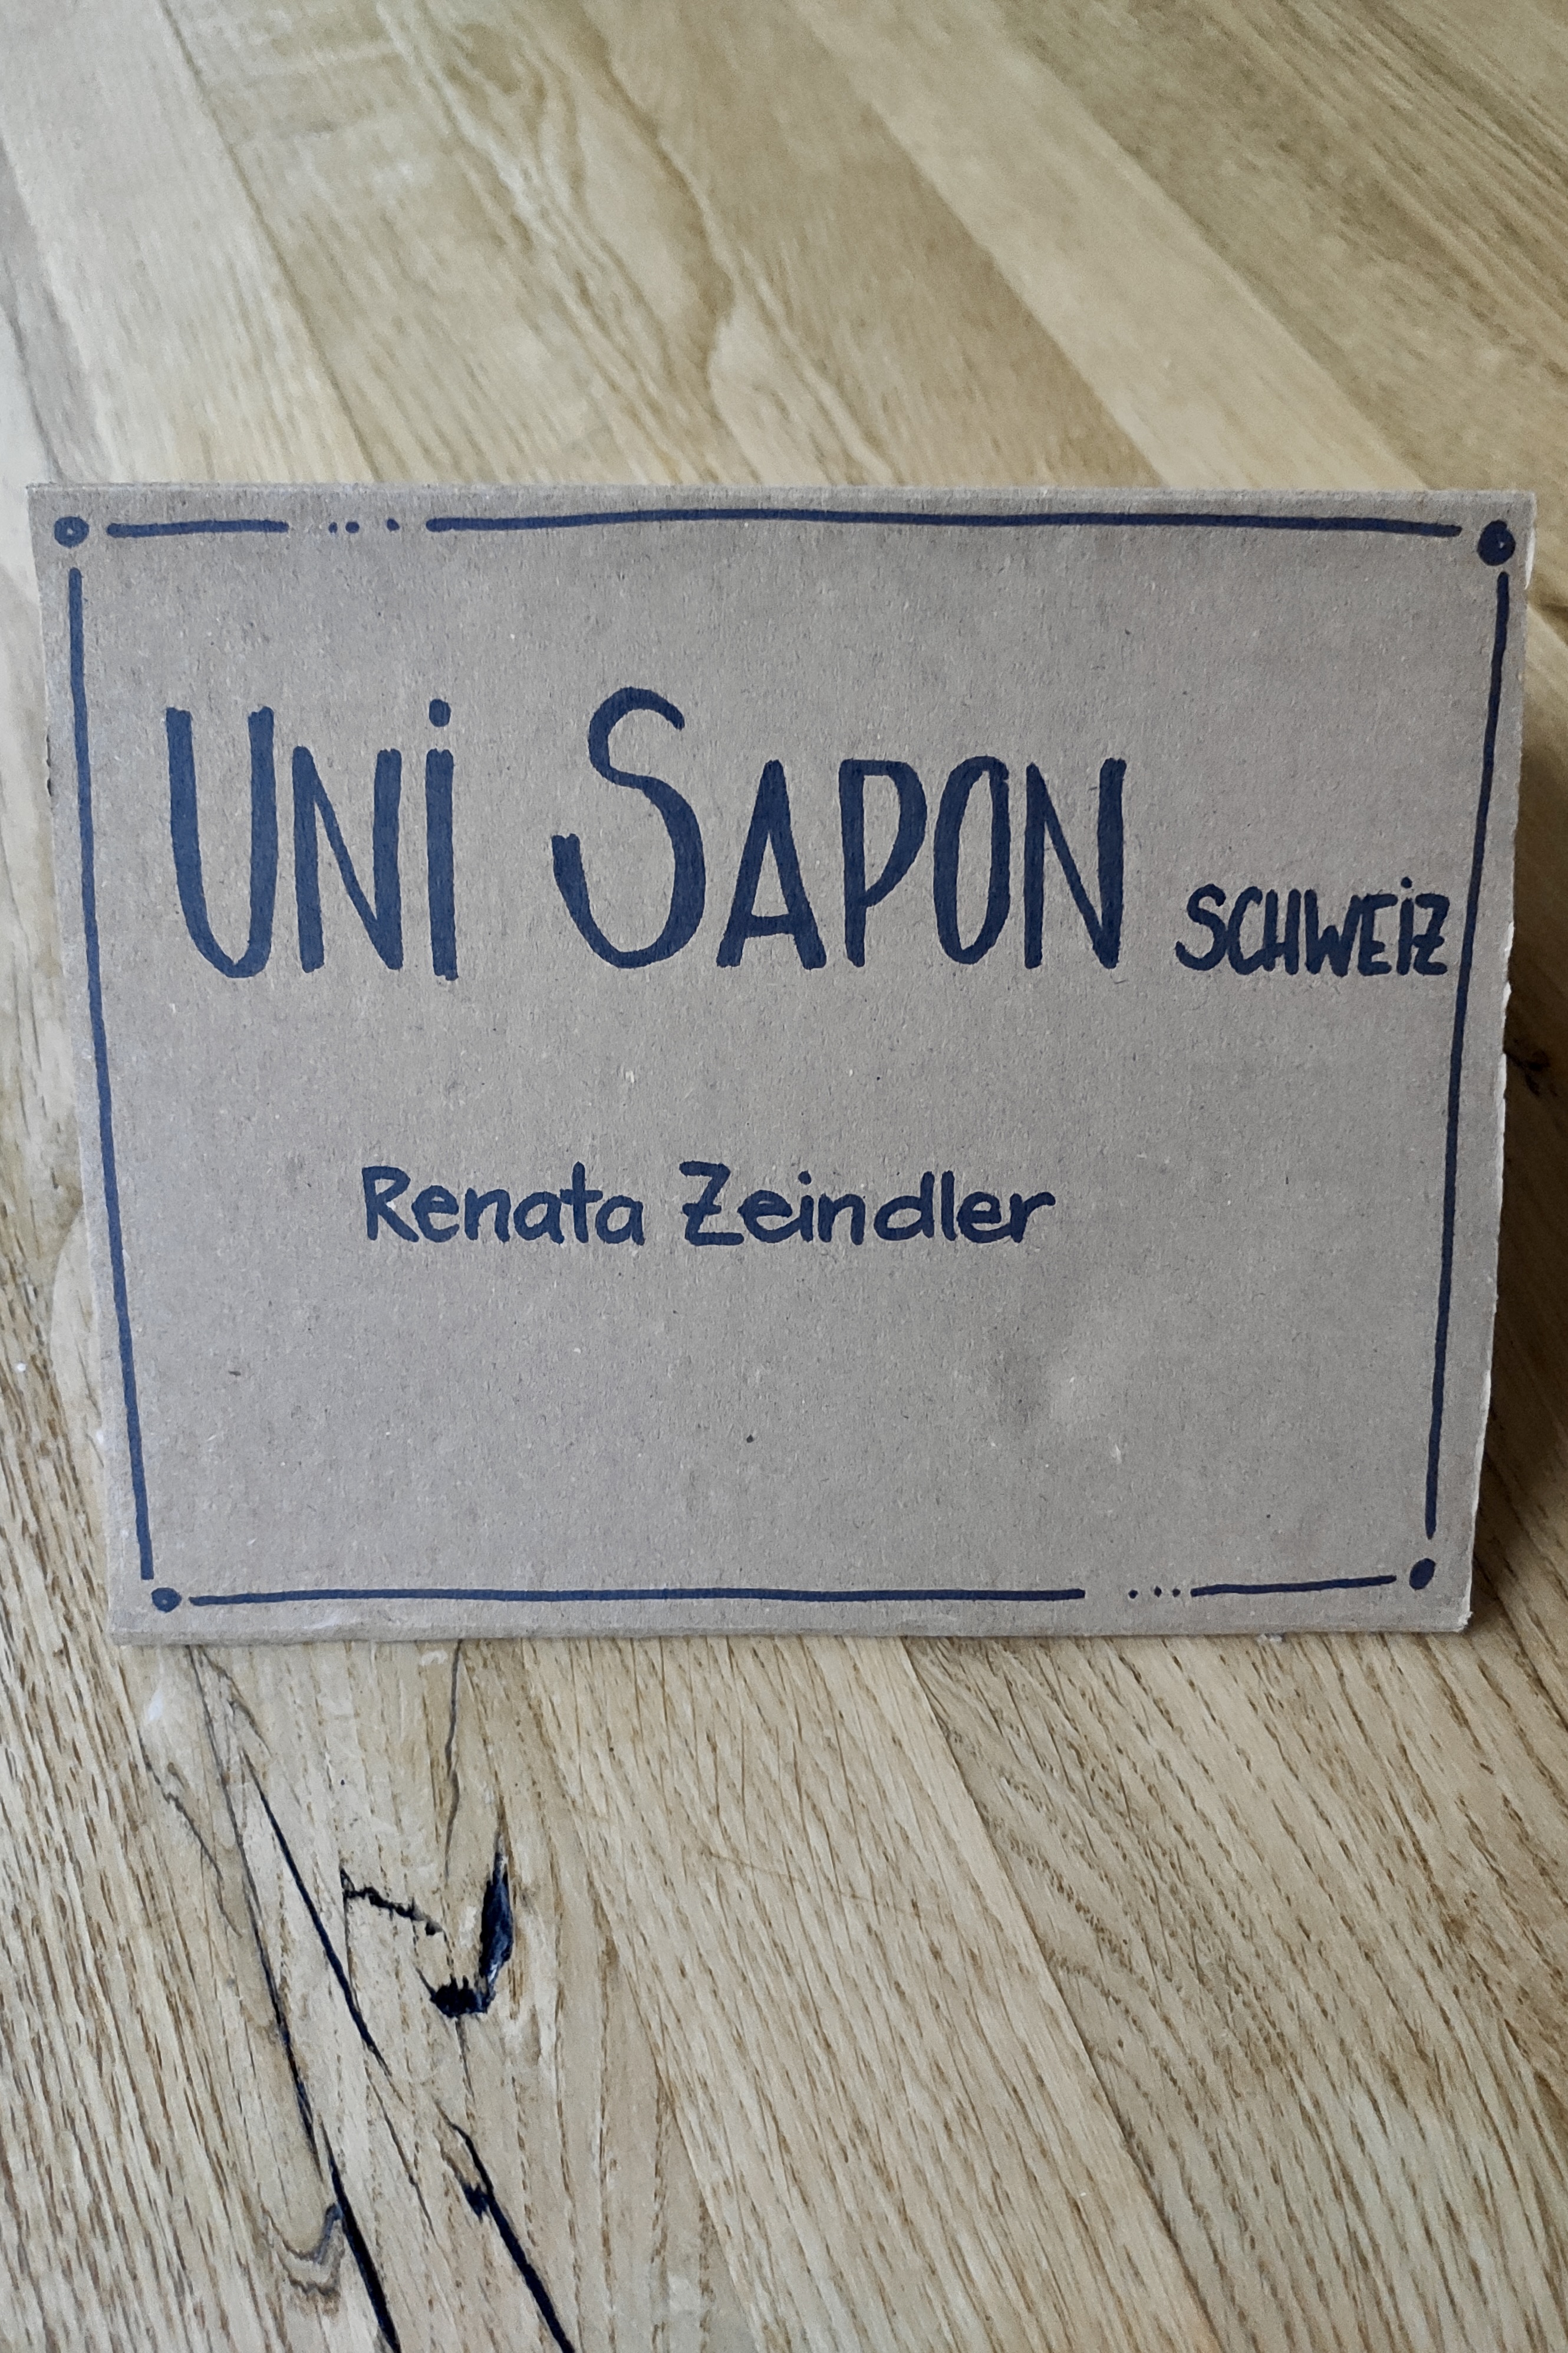 UNi SAPON SCHWEiZ
Renata Zeindler